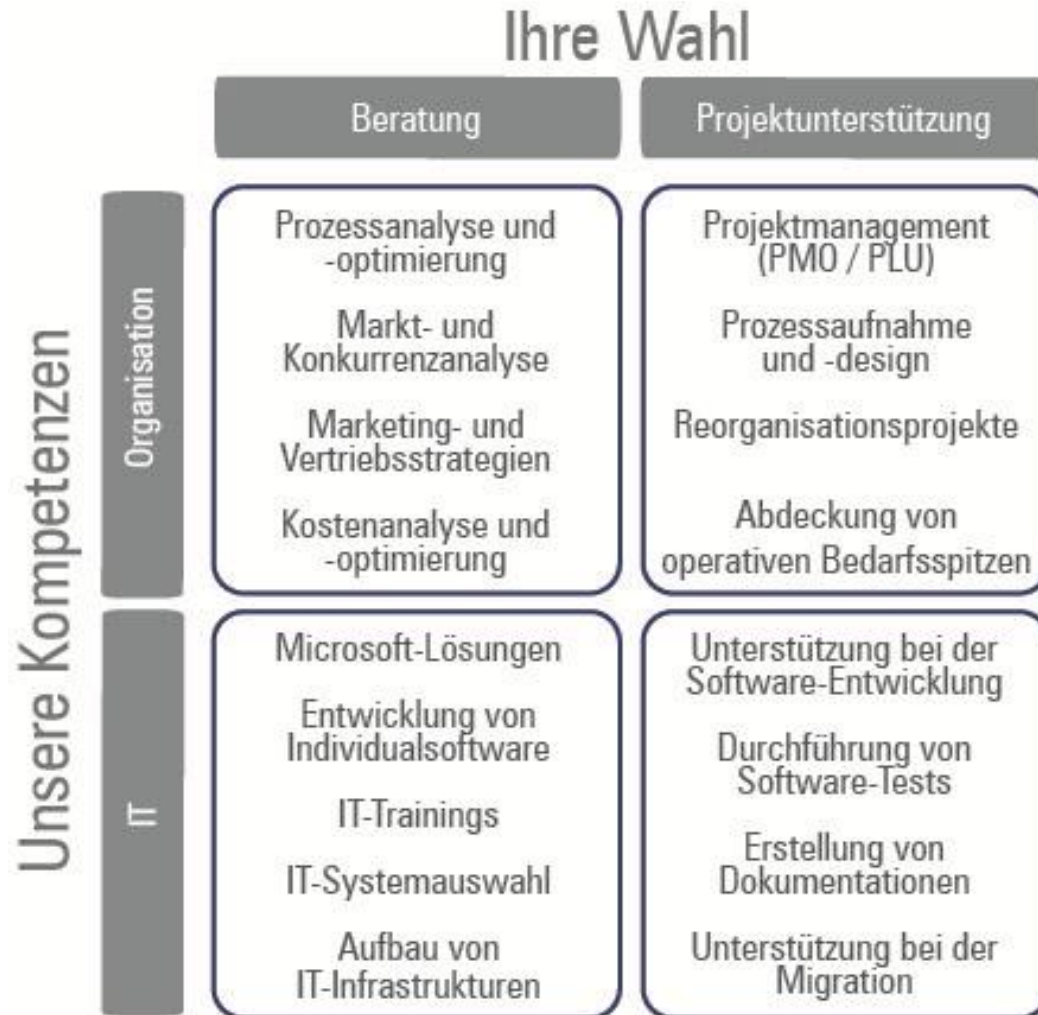 Ihre Wahl
Beratung
Projektunterstützung
Unsere Kompetenzen
Organisation
Prozessanalyse und
-optimierung
Markt- und
Konkurrenzanalyse
Marketing- und
Vertriebsstrategien
Kostenanalyse und
-optimierung
Projektmanagement
(PMO / PLU)
Prozessaufnahme
und -design
Reorganisationsprojekte
Abdeckung von
operativen Bedarfsspitzen
IT
Microsoft-Lösungen
Entwicklung von
Individualsoftware
IT-Trainings
IT-Systemauswahl
Aufbau von
IT-Infrastrukturen
Unterstützung bei der
Software-Entwicklung
Durchführung von
Software-Tests
Erstellung von
Dokumentationen
Unterstützung bei der
Migration